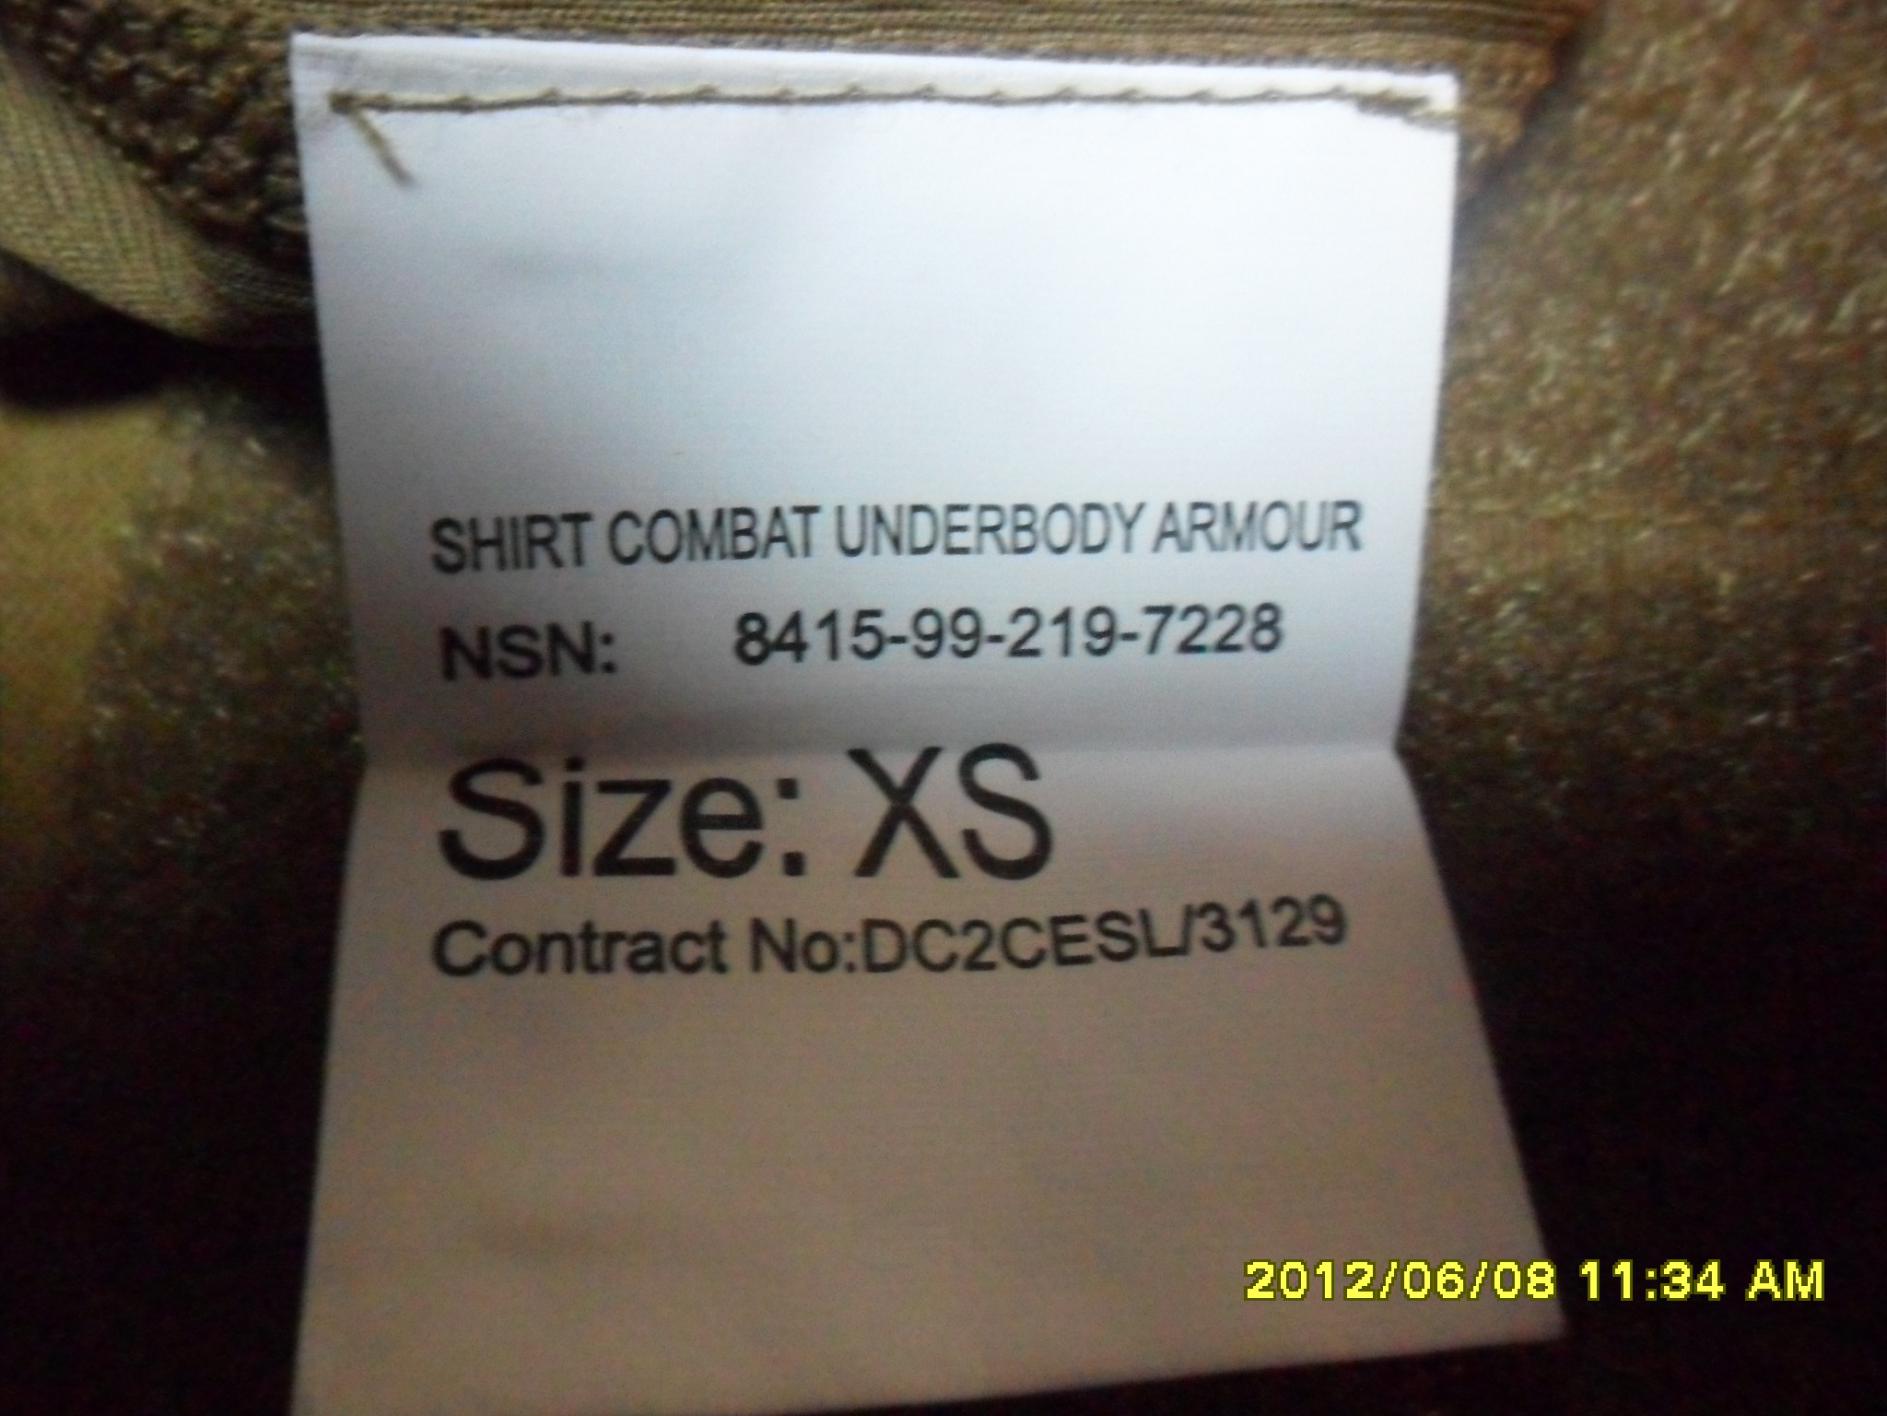 SHIRT COMBAT UNDERBODY ARMOUR
NSN: 8415-99-219-7228
Size: XS
Contract No:DC2CESL/3129
2012/06/08 11:34 AM